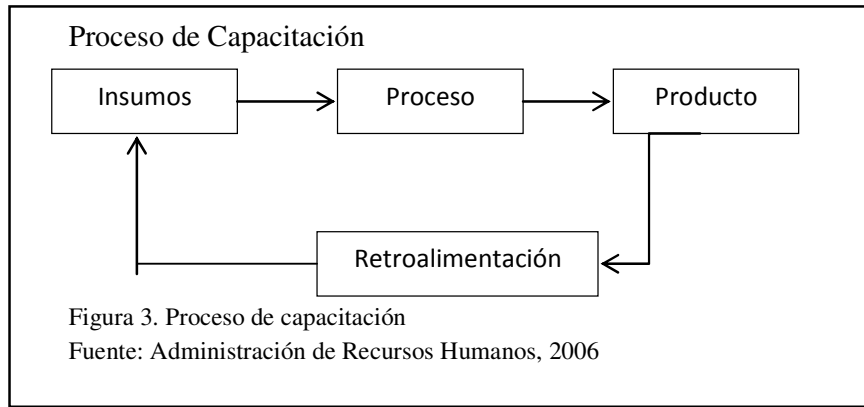 Proceso de Capacitación
Insumos
Proceso
Producto
Retroalimentación
Figura 3. Proceso de capacitación
Fuente: Administración de Recursos Humanos, 2006